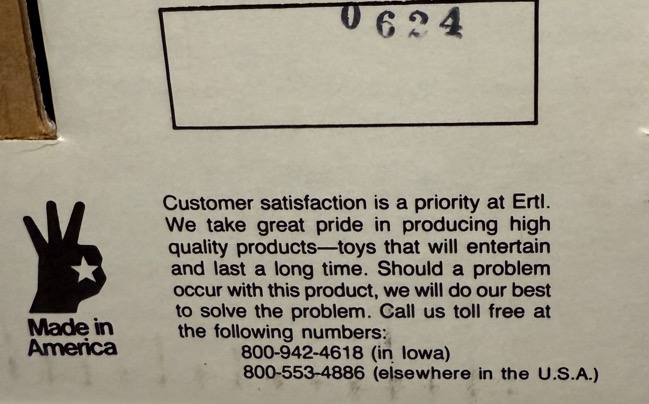 0624
Customer satisfaction is a priority at Ertl.
We take great pride in producing high
quality products—toys that will entertain
and last a long time. Should a problem
occur with this product, we will do our best
to solve the problem. Call us toll free at
the following numbers:
800-942-4618 (in Iowa)
800-553-4886 (elsewhere in the U.S.A.)
Made in
America